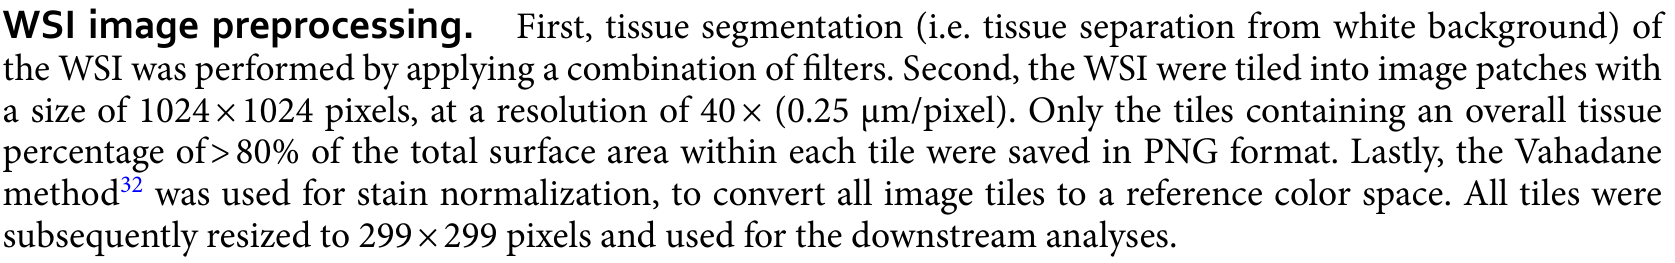 WSI image preprocessing. First, tissue segmentation (i.e. tissue separation from white background) of
the WSI was performed by applying a combination of filters. Second, the WSI were tiled into image patches with
a size of 1024 × 1024 pixels, at a resolution of 40 × (0.25 µm/pixel). Only the tiles containing an overall tissue
percentage of > 80% of the total surface area within each tile were saved in PNG format. Lastly, the Vahadane
method32 was used for stain normalization, to convert all image tiles to a reference color space. All tiles were
subsequently resized to 299 × 299 pixels and used for the downstream analyses.